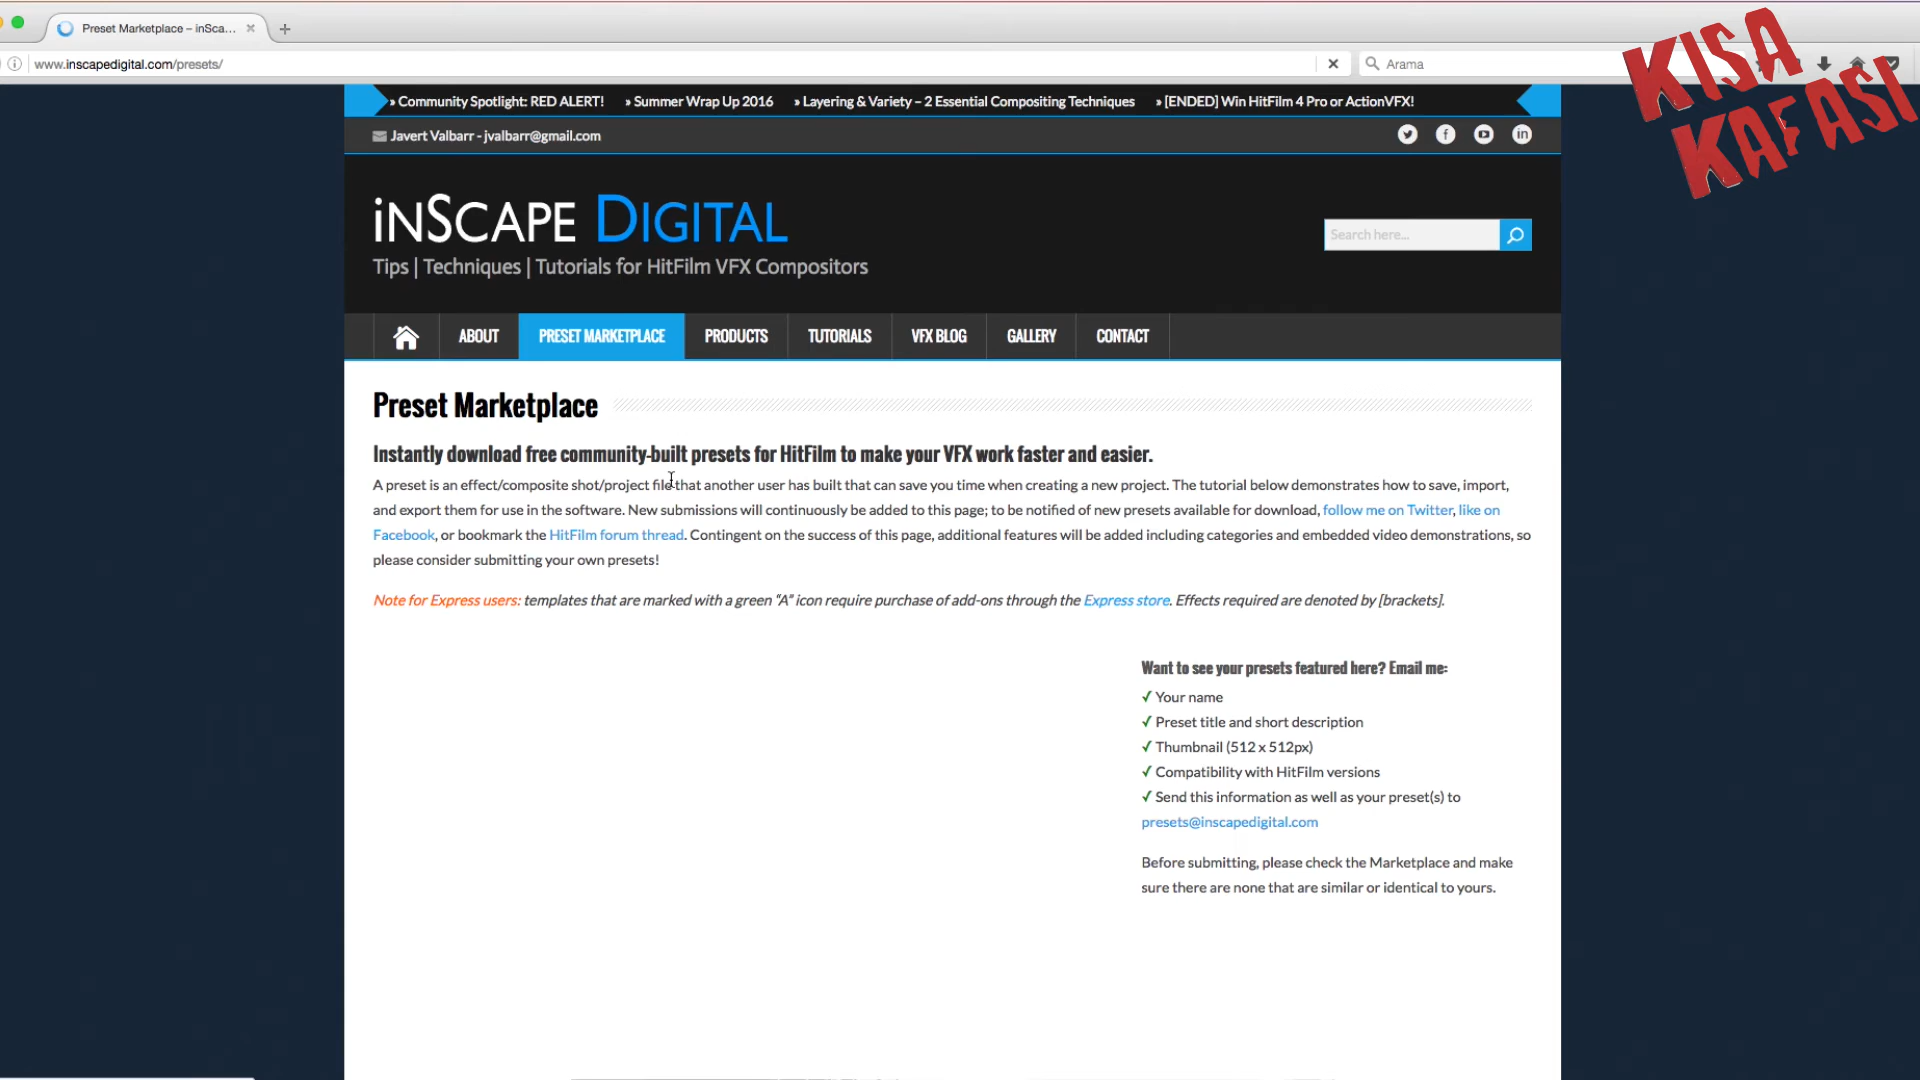 Preset Marketplace – inSca...
www.inscapedigital.com/presets/
Arama
KISA
KAFASI
» Community Spotlight: RED ALERT! » Summer Wrap Up 2016 » Layering & Variety – 2 Essential Compositing Techniques » [ENDED] Win HitFilm 4 Pro or ActionVFX!
Javert Valbarr - jvalbarr@gmail.com
iNSCAPE DIGITAL
Tips | Techniques | Tutorials for HitFilm VFX Compositors
Search here...
ABOUT PRESET MARKETPLACE PRODUCTS TUTORIALS VFX BLOG GALLERY CONTACT
Preset Marketplace
Instantly download free community-built presets for HitFilm to make your VFX work faster and easier.
A preset is an effect/composite shot/project file that another user has built that can save you time when creating a new project. The tutorial below demonstrates how to save, import,
and export them for use in the software. New submissions will continuously be added to this page; to be notified of new presets available for download, follow me on Twitter, like on
Facebook, or bookmark the HitFilm forum thread. Contingent on the success of this page, additional features will be added including categories and embedded video demonstrations, so
please consider submitting your own presets!
Note for Express users: templates that are marked with a green “A” icon require purchase of add-ons through the Express store. Effects required are denoted by [brackets].
Want to see your presets featured here? Email me:
✓ Your name
✓ Preset title and short description
✓ Thumbnail (512 x 512px)
✓ Compatibility with HitFilm versions
✓ Send this information as well as your preset(s) to
presets@inscapedigital.com
Before submitting, please check the Marketplace and make
sure there are none that are similar or identical to yours.